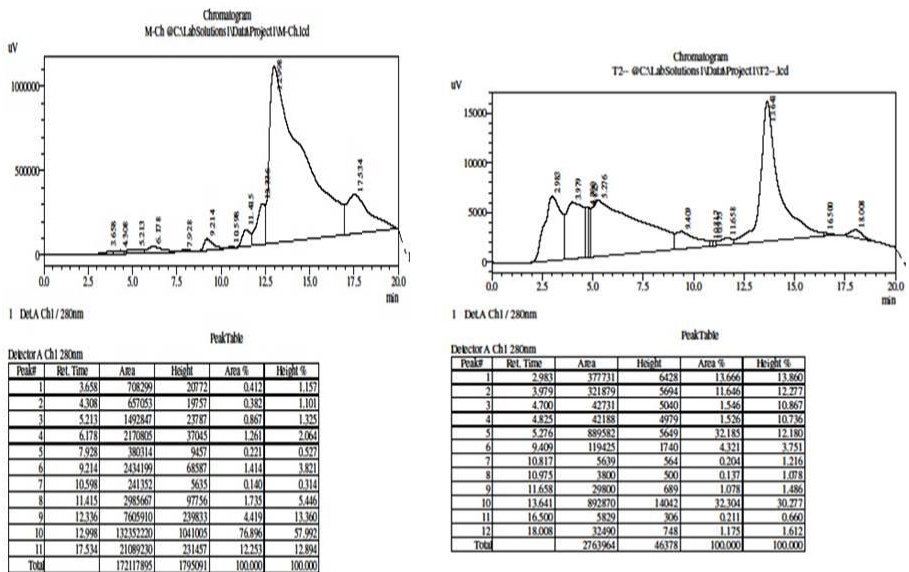 Chromatogram
M-Ch @C:\LabSolutions1\Data\Project1\M-Ch.lcd
uV
1000000
500000
0
3.658
4.308
5.213
6.178
7.928
9.214
10.598
11.415
12.336
12.998
17.534
0.0 2.5 5.0 7.5 10.0 12.5 15.0 17.5 20.0
min
1 Det.A Ch1 / 280nm
PeakTable
Detector A Ch1 280nm
Peak# Ret. Time Area Height Area % Height %
1 3.658 708299 20772 0.412 1.157
2 4.308 657053 19757 0.382 1.101
3 5.213 1492847 23787 0.867 1.325
4 6.178 2170805 37045 1.261 2.064
5 7.928 380314 9457 0.221 0.527
6 9.214 2434199 68587 1.414 3.821
7 10.598 241352 5635 0.140 0.314
8 11.415 2985667 97756 1.735 5.446
9 12.336 7605910 239833 4.419 13.360
10 12.998 132352220 1041005 76.896 57.992
11 17.534 21089230 231457 12.253 12.894
Total 172117895 1795091 100.000 100.000
Chromatogram
T2-- @C:\LabSolutions1\Data\Project1\T2--.lcd
uV
15000
10000
5000
0
2.983
3.979
5.276
9.409
11.658
13.641
16.500
18.008
0.0 2.5 5.0 7.5 10.0 12.5 15.0 17.5 20.0
min
1 Det.A Ch1 / 280nm
PeakTable
Detector A Ch1 280nm
Peak# Ret. Time Area Height Area % Height %
1 2.983 377731 6428 13.666 13.860
2 3.979 321879 5694 11.646 12.277
3 4.700 42731 5040 1.546 10.867
4 4.825 42188 4979 1.526 10.736
5 5.276 889582 5649 32.185 12.180
6 9.409 119425 1740 4.321 3.751
7 10.817 5639 564 0.204 1.216
8 10.975 3800 500 0.137 1.078
9 11.658 29800 689 1.078 1.486
10 13.641 892870 14042 32.304 30.277
11 16.500 5829 306 0.211 0.660
12 18.008 32490 748 1.175 1.612
Total 2763964 46378 100.000 100.000